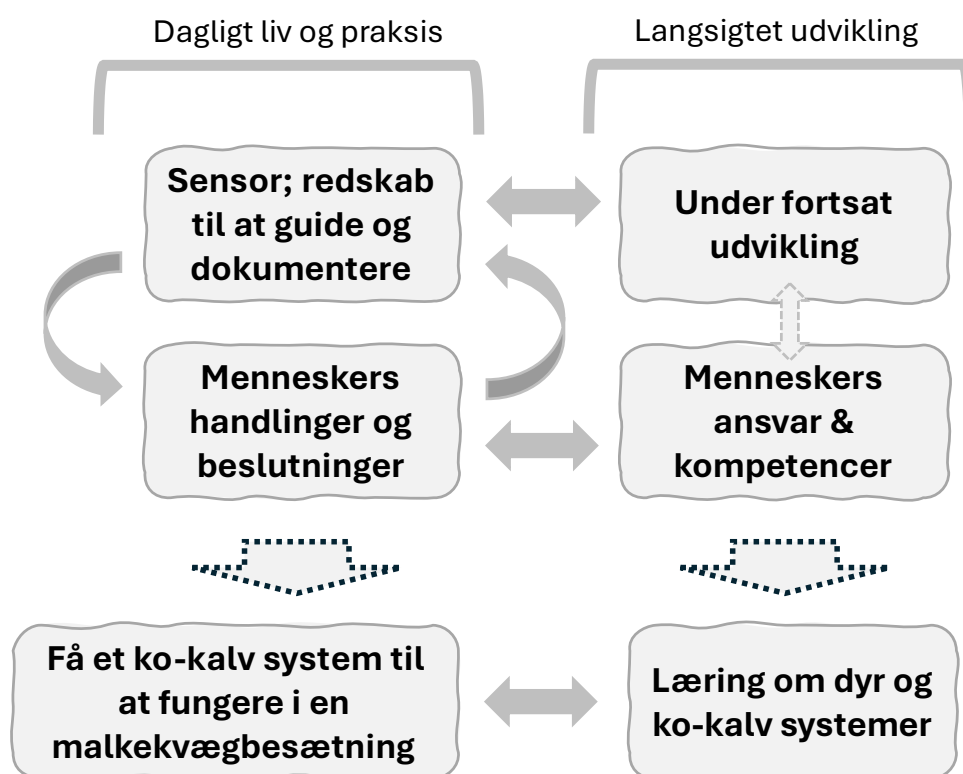 Dagligt liv og praksis
Langsigtet udvikling
Sensor; redskab
til at guide og
dokumentere
Under fortsat
udvikling
Menneskers
handlinger og
beslutninger
Menneskers
ansvar &
kompetencer
Få et ko-kalv system til
at fungere i en
malkekvægbesætning
Læring om dyr og
ko-kalv systemer